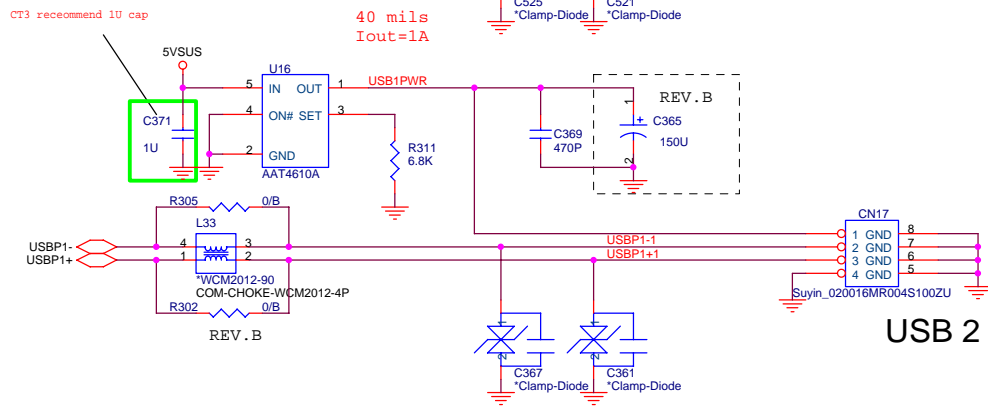 CT3 receommend 1U cap
40 mils
Iout=1A
C525
*Clamp-Diode
C521
*Clamp-Diode
5VSUS
U16
5 IN OUT 1
USB1PWR
4 ON# SET 3
2 GND
AAT4610A
C371
1U
R311
6.8K
C369
470P
REV.B
1
+
C365
150U
2
R305 0/B
L33
USBP1- 4 3 USBP1-1
USBP1+ 1 2 USBP1+1
*WCM2012-90
COM-CHOKE-WCM2012-4P
R302 0/B
REV.B
CN17
1 GND 8
2 GND 7
3 GND 6
4 GND 5
Suyin_020016MR004S100ZU
USB 2
1
2
C367
*Clamp-Diode
1
2
C361
*Clamp-Diode